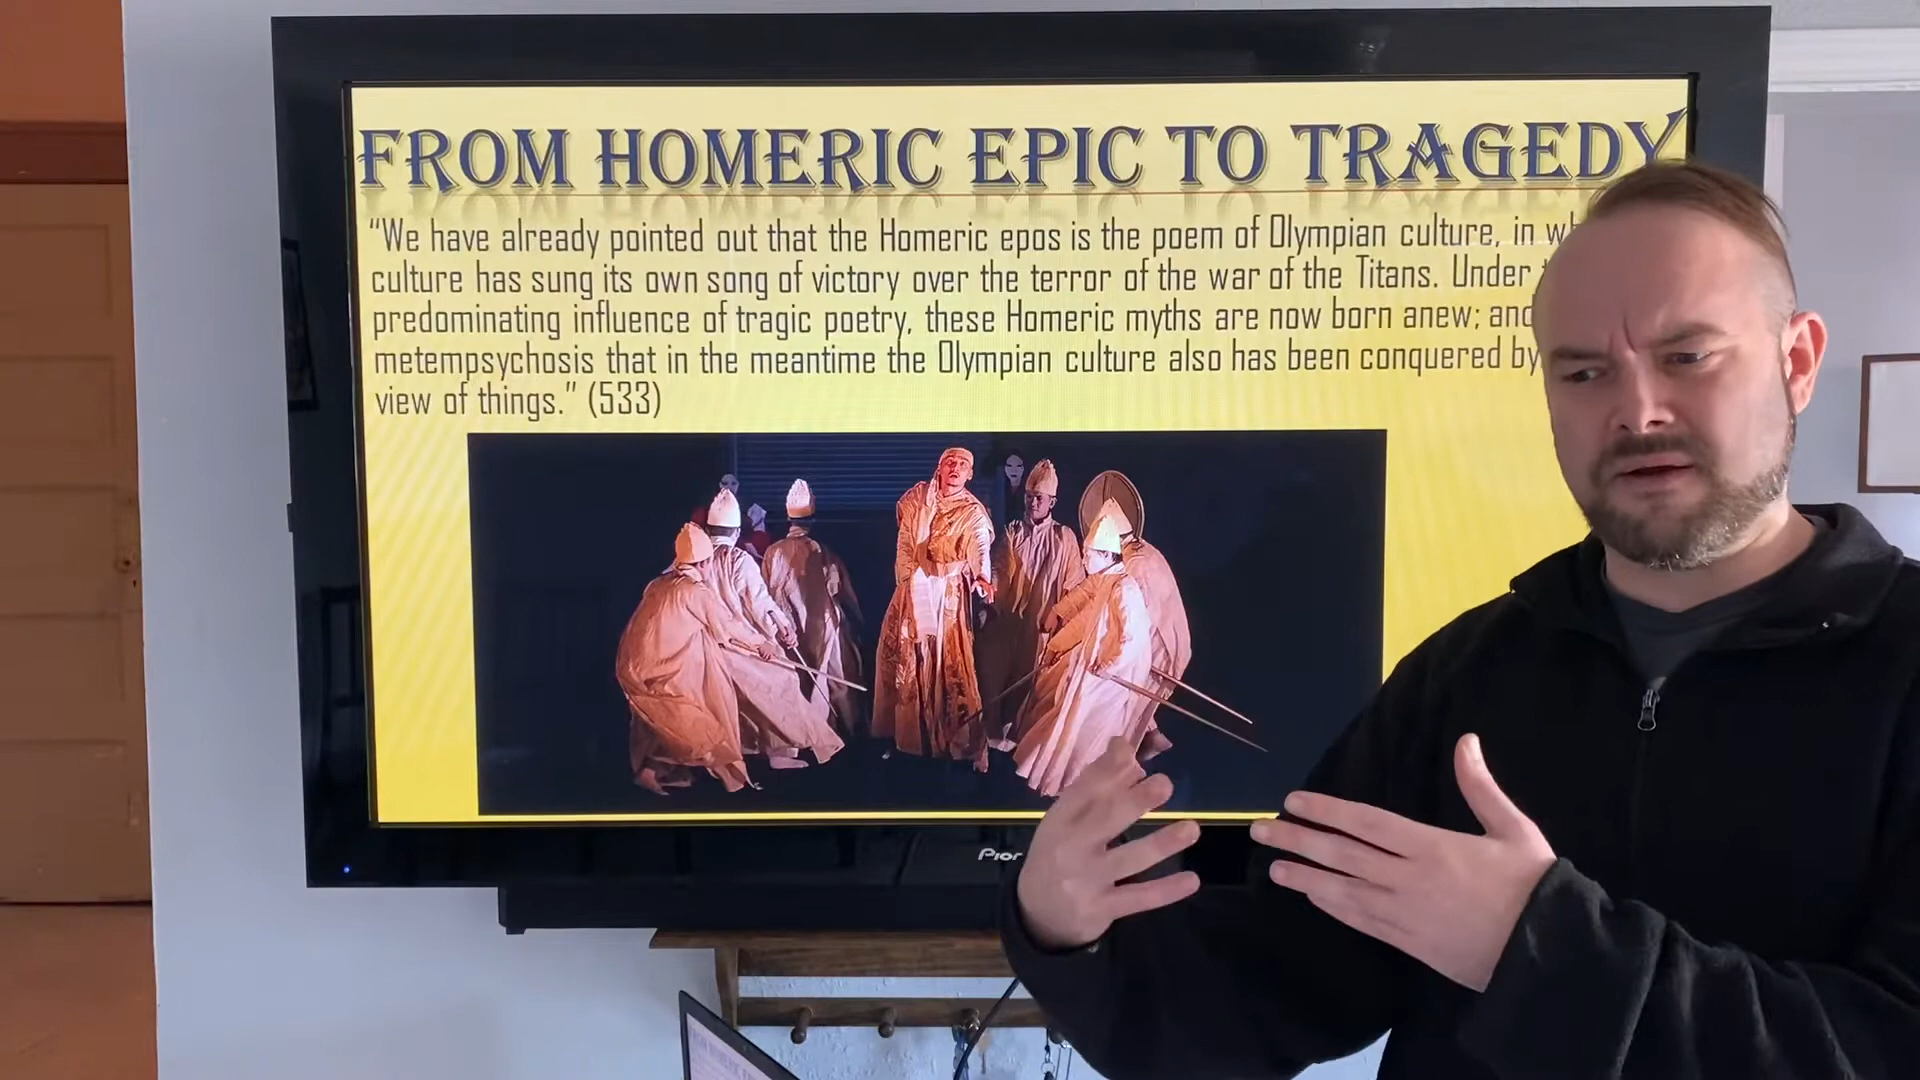 FROM HOMERIC EPIC TO TRAGEDY
“We have already pointed out that the Homeric epos is the poem of Olympian culture, in
culture has sung its own song of victory over the terror of the war of the Titans. Under
predominating influence of tragic poetry, these Homeric myths are now born anew; and
metempsychosis that in the meantime the Olympian culture also has been conquered by
view of things.” (533)